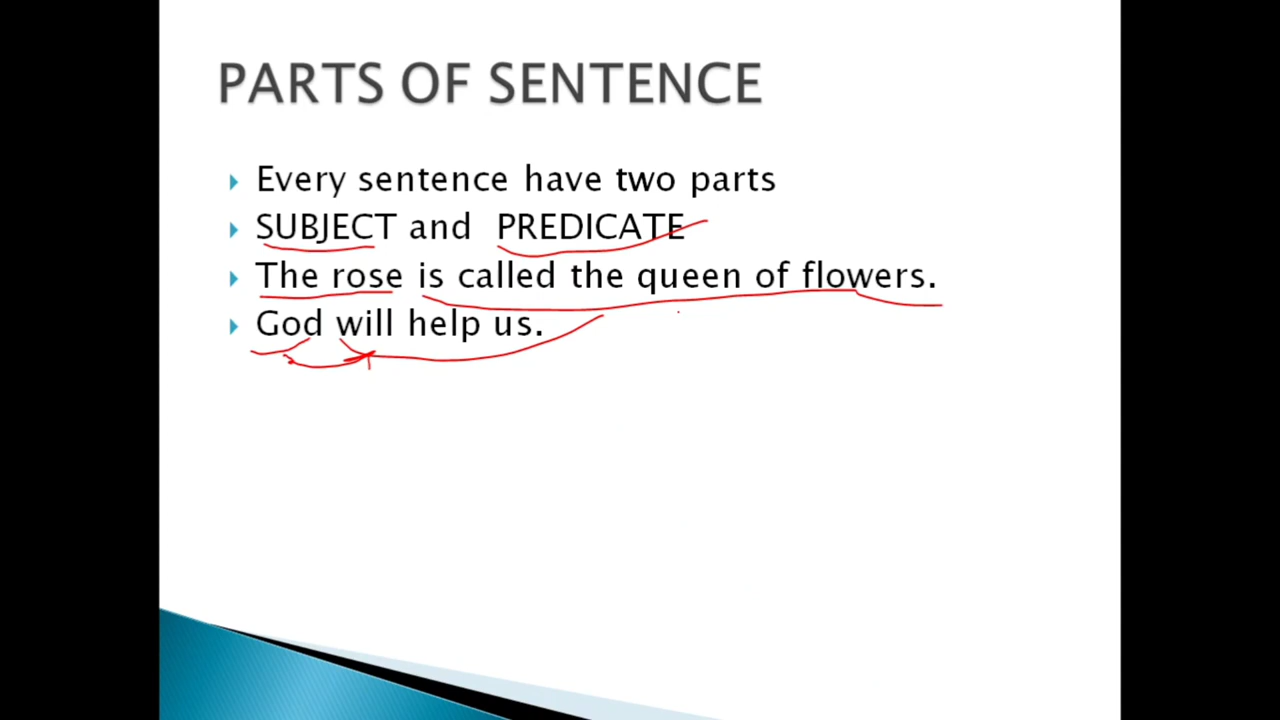 PARTS OF SENTENCE
Every sentence have two parts
SUBJECT and PREDICATE
The rose is called the queen of flowers.
God will help us.